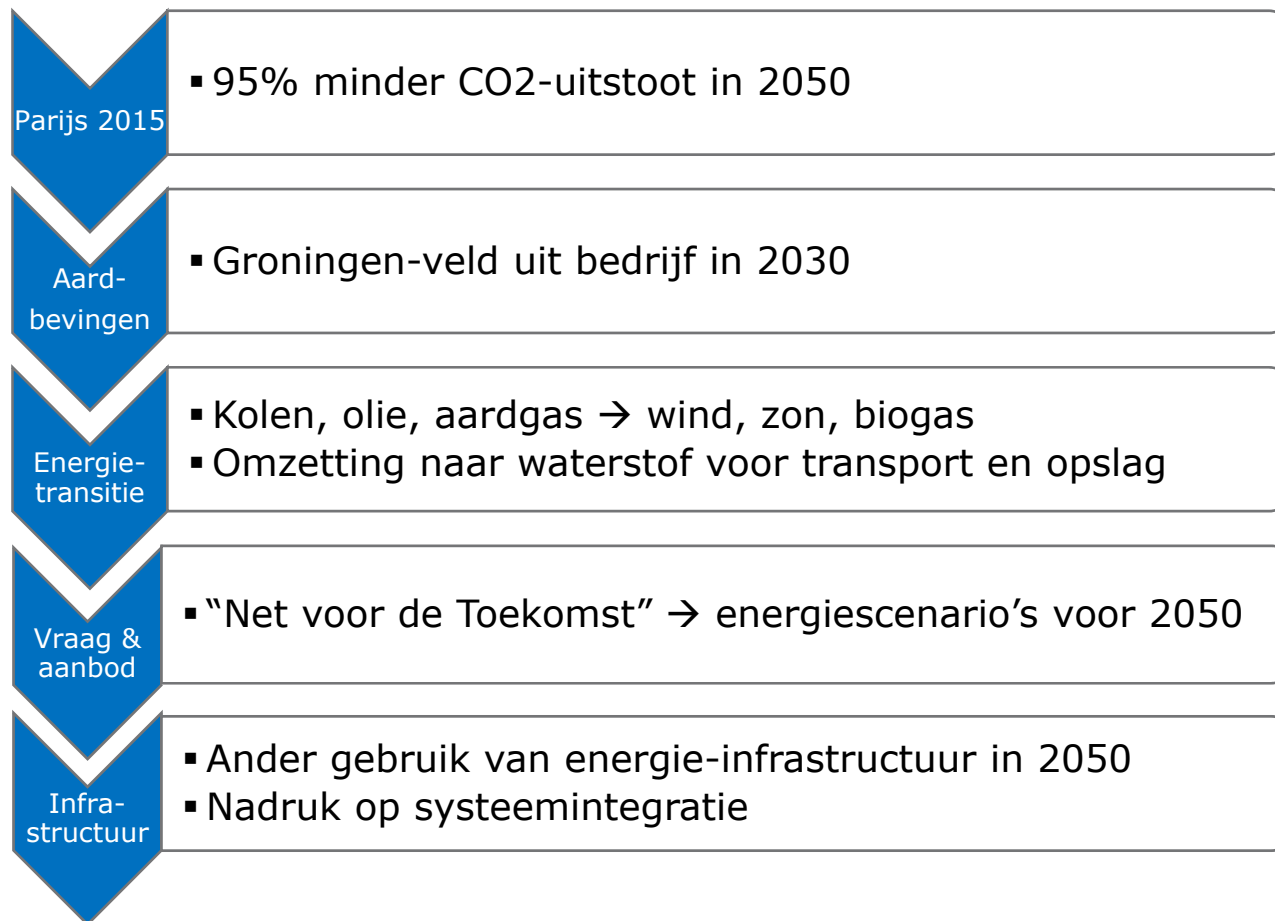 Parijs 2015
▪ 95% minder CO2-uitstoot in 2050
Aard-
bevingen
▪ Groningen-veld uit bedrijf in 2030
Energie-
transitie
▪ Kolen, olie, aardgas → wind, zon, biogas
▪ Omzetting naar waterstof voor transport en opslag
Vraag &
aanbod
▪ “Net voor de Toekomst” → energiescenario’s voor 2050
Infra-
structuur
▪ Ander gebruik van energie-infrastructuur in 2050
▪ Nadruk op systeemintegratie